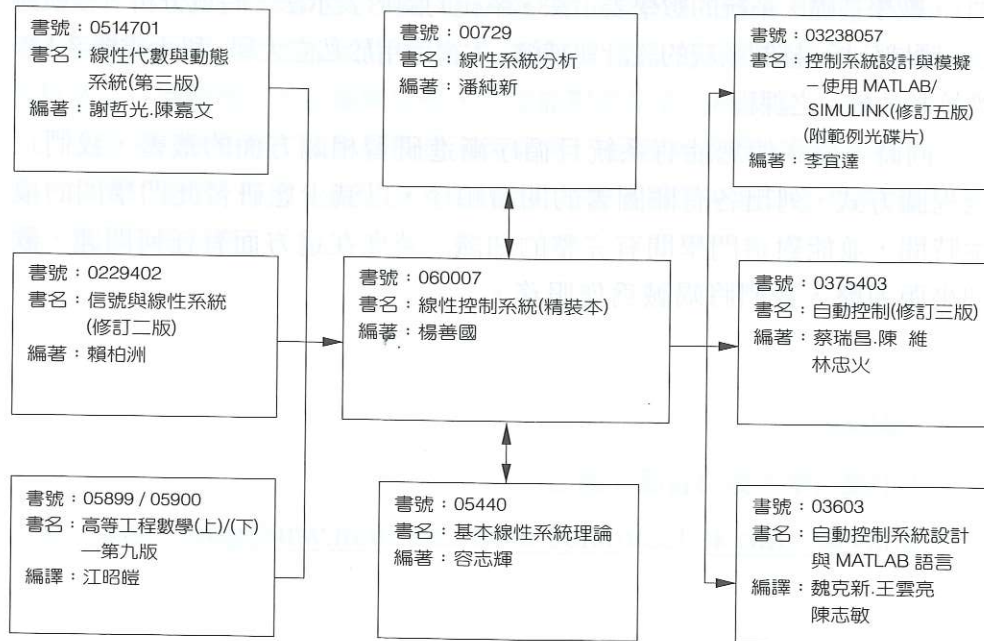 書號：0514701
書名：線性代數與動態
系統(第三版)
編著：謝哲光.陳嘉文
書號：00729
書名：線性系統分析
編著：潘純新
書號：03238057
書名：控制系統設計與模擬
—使用 MATLAB/
SIMULINK(修訂五版)
(附範例光碟片)
編著：李宜達
書號：0229402
書名：信號與線性系統
(修訂二版)
編著：賴柏洲
書號：060007
書名：線性控制系統(精裝本)
編著：楊善國
書號：0375403
書名：自動控制(修訂三版)
編著：蔡瑞昌.陳 維
林忠火
書號：05899 / 05900
書名：高等工程數學(上)/(下)
—第九版
編譯：江昭皚
書號：05440
書名：基本線性系統理論
編著：容志輝
書號：03603
書名：自動控制系統設計
與 MATLAB 語言
編譯：魏克新.王雲亮
陳志敏